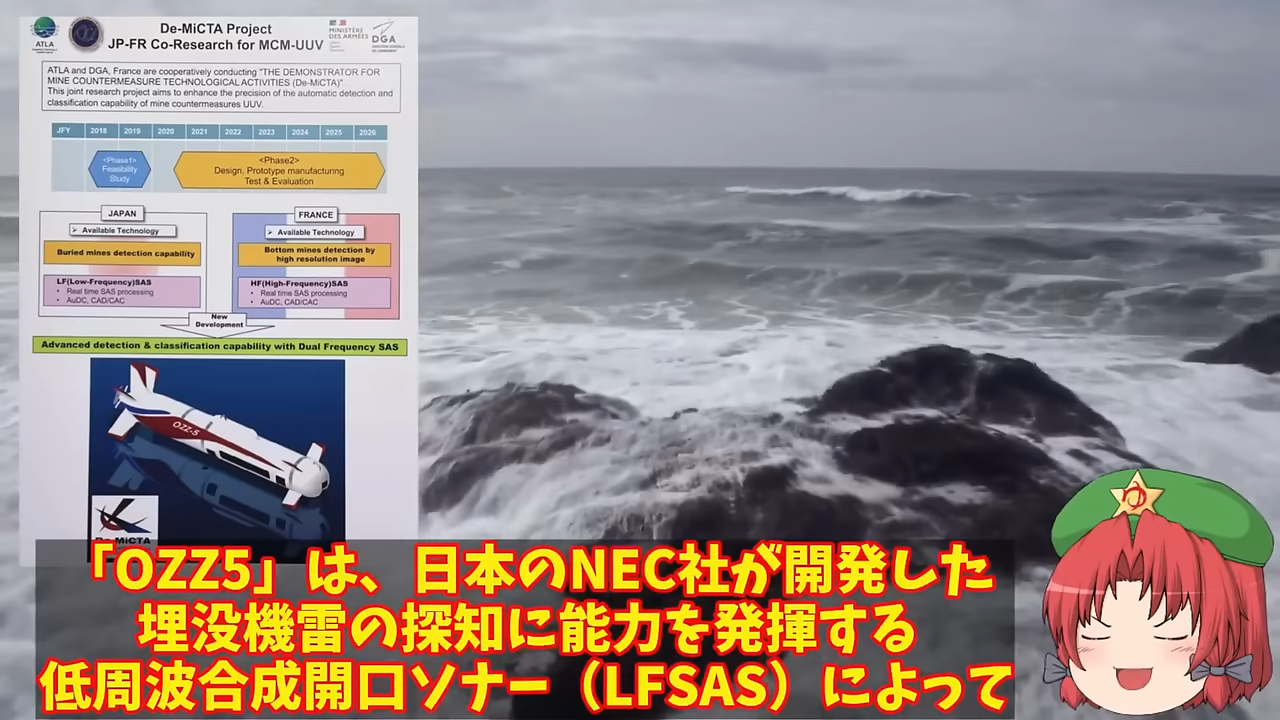 De-MiCTA Project
JP-FR Co-Research for MCM-UUV
ATLA
MINISTÈRE
DES ARMÉES
DGA
ATLA and DGA, France are cooperatively conducting "THE DEMONSTRATOR FOR
MINE COUNTERMEASURE TECHNOLOGICAL ACTIVITIES (De-MiCTA)"
This joint research project aims to enhance the precision of the automatic detection and
classification capability of mine countermeasures UUV.
JFY 2018 2019 2020 2021 2022 2023 2024 2025 2026
<Phase1>
Feasibility
Study
<Phase2>
Design, Prototype manufacturing
Test & Evaluation
JAPAN
➢ Available Technology
Buried mines detection capability
LF(Low-Frequency)SAS
• Real time SAS processing
• AuDC, CAD/CAC
FRANCE
➢ Available Technology
Bottom mines detection by
high resolution image
HF(High-Frequency)SAS
• Real time SAS processing
• AuDC, CAD/CAC
New
Development
Advanced detection & classification capability with Dual Frequency SAS
OZZ-5
De-MiCTA
「OZZ5」は、日本のNEC社が開発した
埋没機雷の探知に能力を発揮する
低周波合成開口ソナー（LFSAS）によって